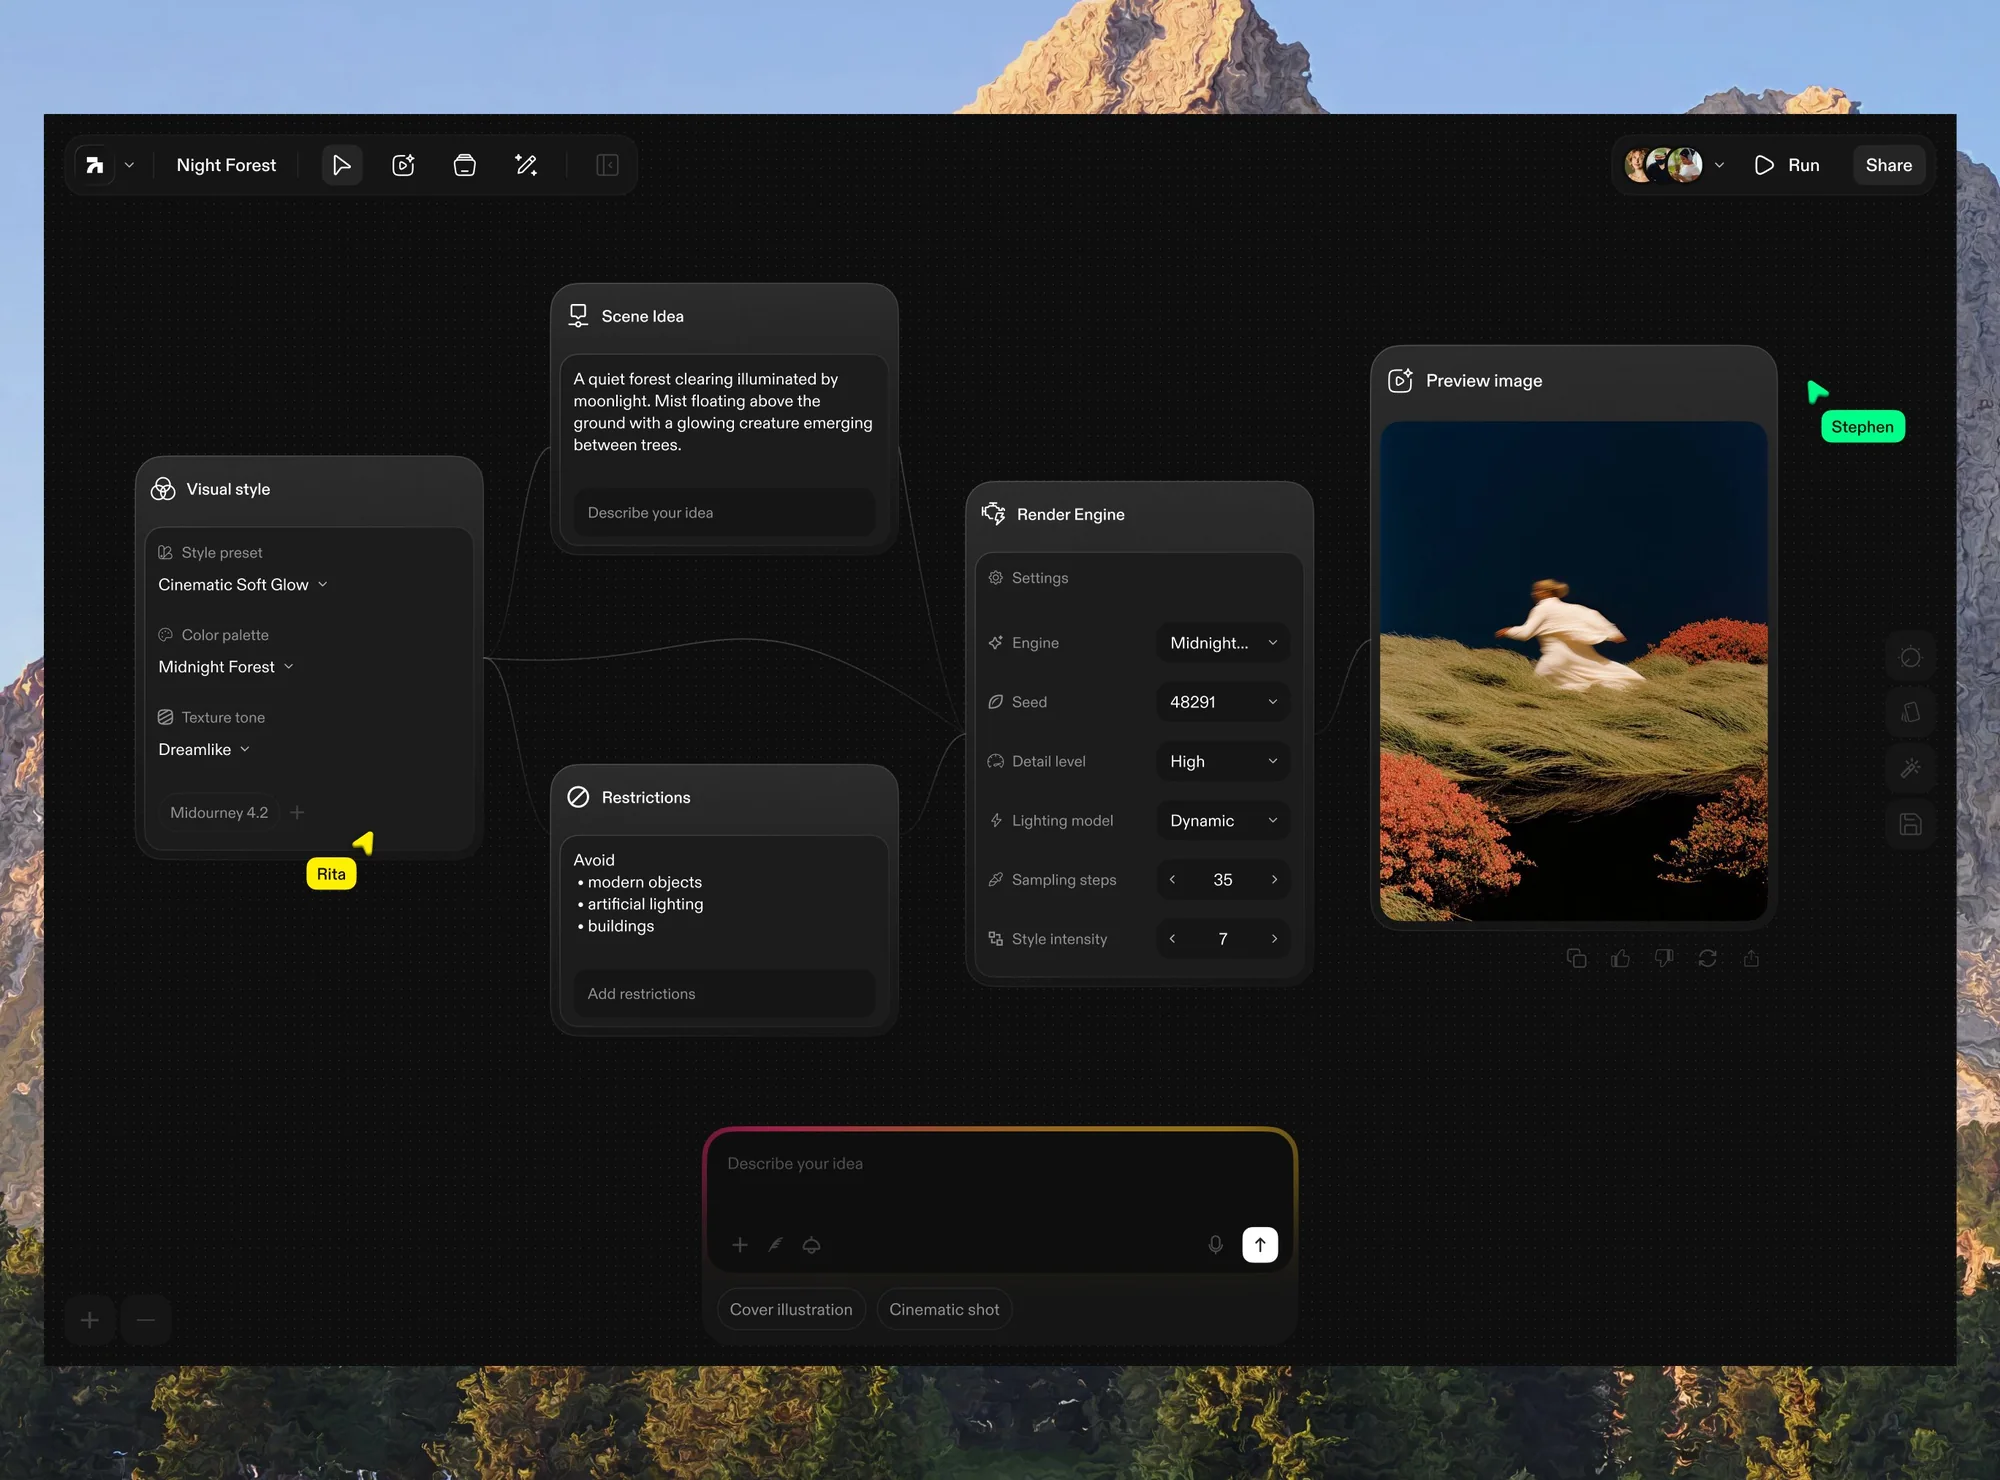 Night Forest
Run
Share
Scene Idea
A quiet forest clearing illuminated by
moonlight. Mist floating above the
ground with a glowing creature emerging
between trees.
Describe your idea
Visual style
Style preset
Cinematic Soft Glow
Color palette
Midnight Forest
Texture tone
Dreamlike
Midourney 4.2
Rita
Restrictions
Avoid
• modern objects
• artificial lighting
• buildings
Add restrictions
Render Engine
Settings
Engine
Midnight...
Seed
48291
Detail level
High
Lighting model
Dynamic
Sampling steps
35
Style intensity
7
Preview image
Stephen
Describe your idea
Cover illustration
Cinematic shot